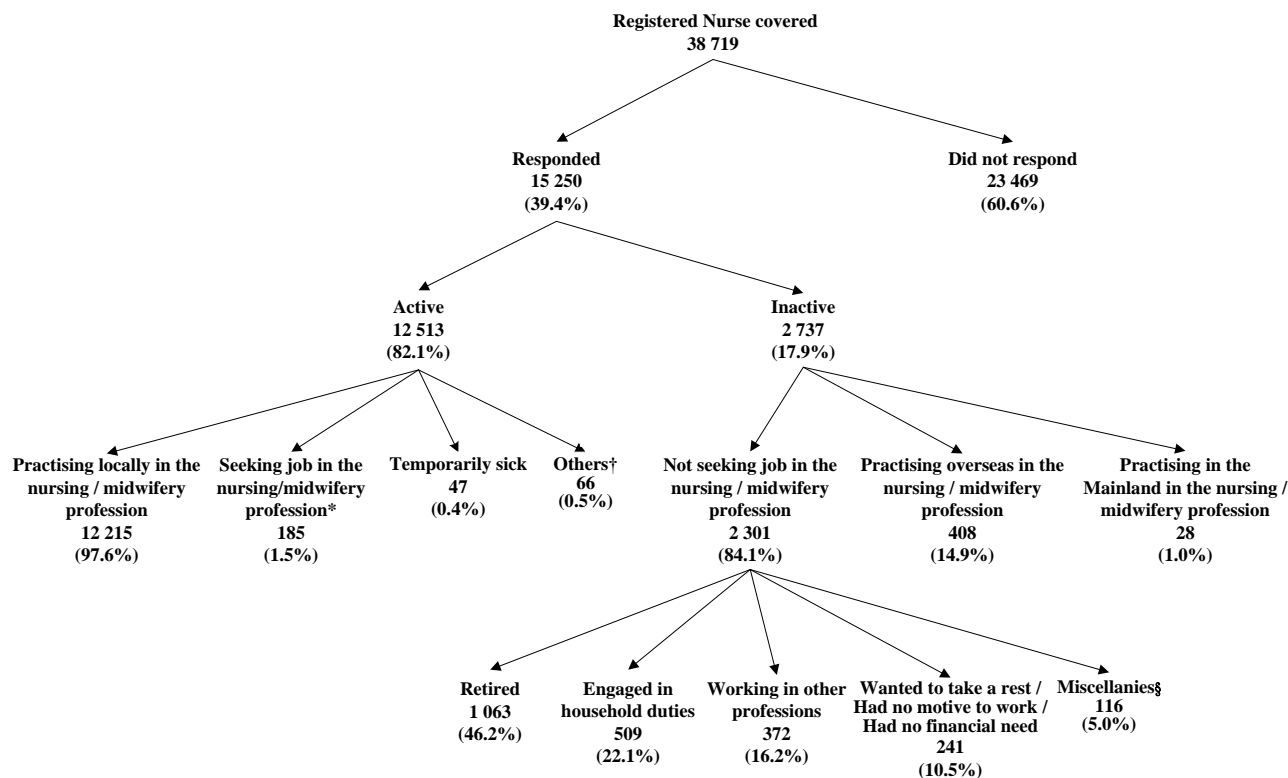 Registered Nurse covered
38 719
Responded
15 250
(39.4%)
Did not respond
23 469
(60.6%)
Active
12 513
(82.1%)
Inactive
2 737
(17.9%)
Practising locally in the
nursing / midwifery
profession
12 215
(97.6%)
Seeking job in the
nursing/midwifery
profession*
185
(1.5%)
Temporarily sick
47
(0.4%)
Others†
66
(0.5%)
Not seeking job in the
nursing / midwifery
profession
2 301
(84.1%)
Practising overseas in the
nursing / midwifery
profession
408
(14.9%)
Practising in the
Mainland in the nursing /
midwifery profession
28
(1.0%)
Retired
1 063
(46.2%)
Engaged in
household duties
509
(22.1%)
Working in other
professions
372
(16.2%)
Wanted to take a rest /
Had no motive to work /
Had no financial need
241
(10.5%)
Miscellanies§
116
(5.0%)